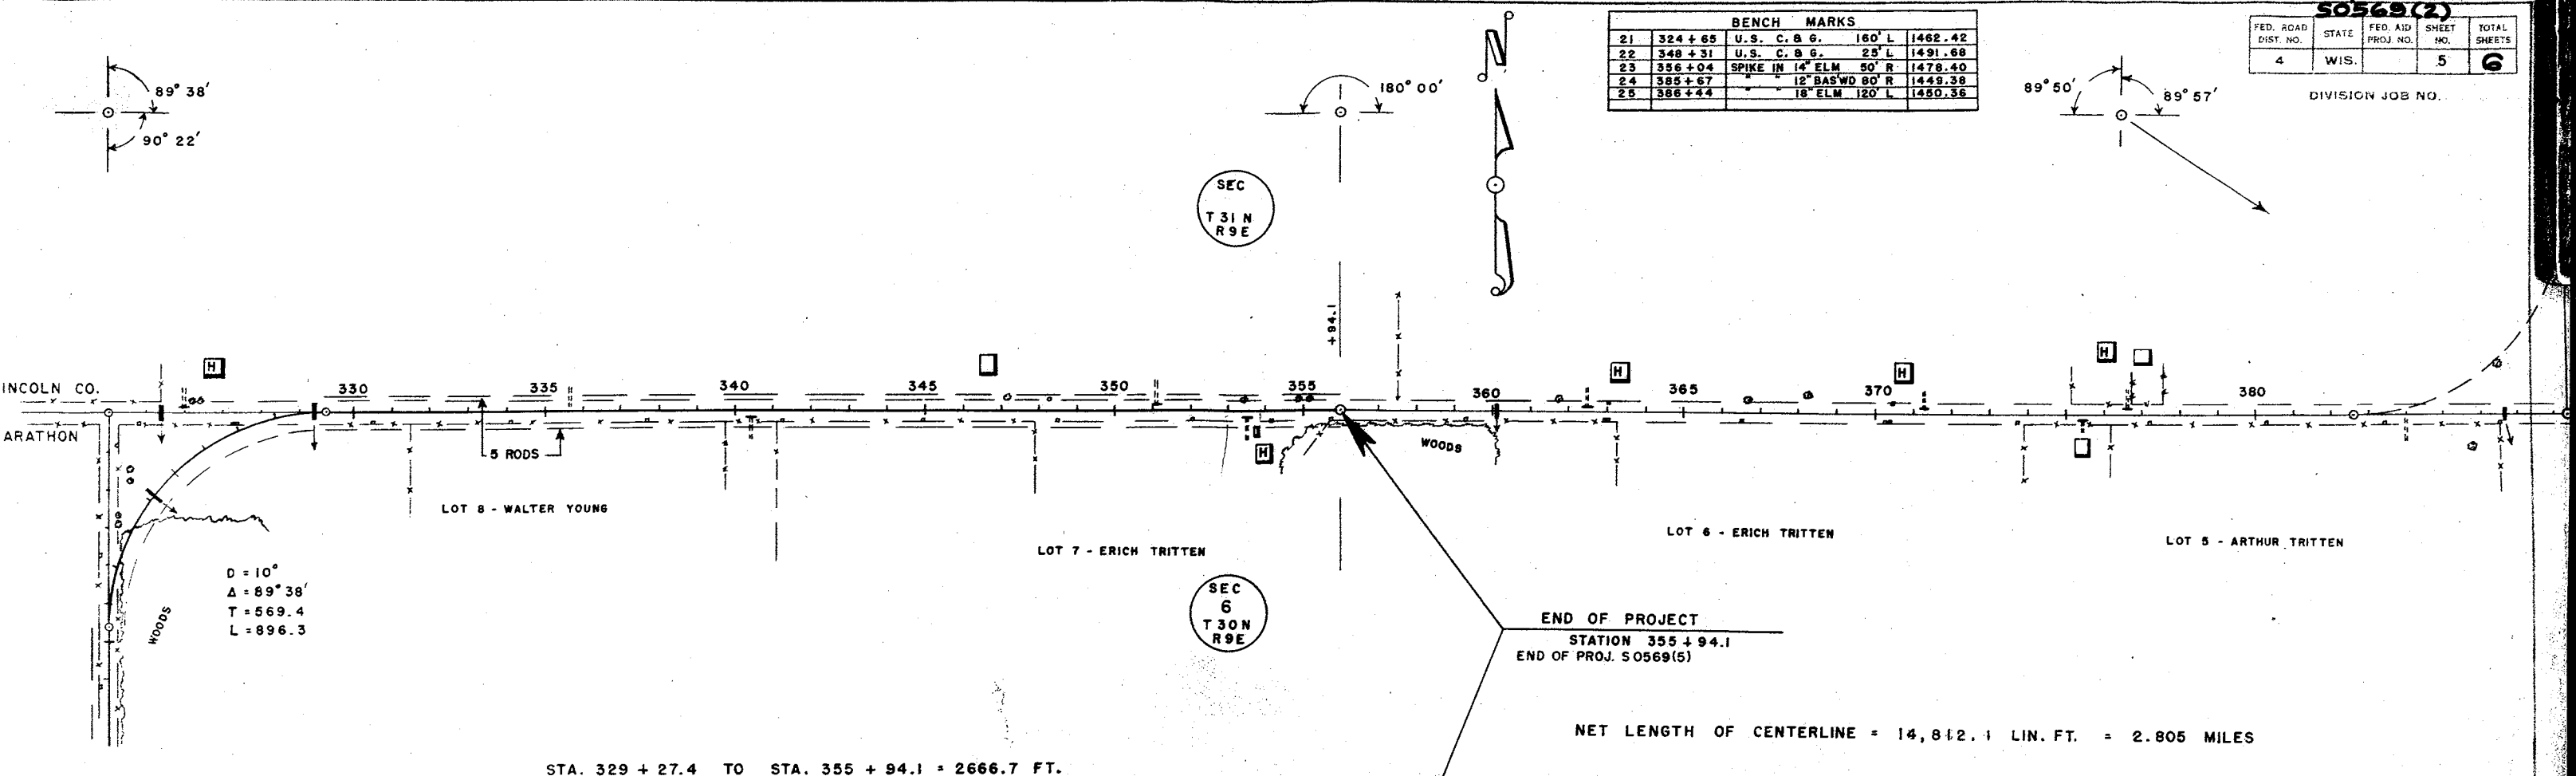 SO569(2)
FED. ROAD DIST. NO. STATE FED. AID PROJ. NO. SHEET NO. TOTAL SHEETS
4 WIS. 5 6
DIVISION JOB NO.
BENCH MARKS
21 324+65 U.S. C. & G. 160' L 1462.42
22 348+31 U.S. C. & G. 25' L 1491.68
23 356+04 SPIKE IN 14" ELM 50' R 1478.40
24 385+67 " " 12" BAS'WD 80' R 1449.38
25 386+44 " " 18" ELM 120' L 1450.36
89° 38'
90° 22'
180° 00'
89° 50'
89° 57'
N
SEC
T 31 N
R 9 E
+94.1
H
H
H
H
INCOLN CO.
330 335 340 345 350 355 360 365 370 380
ARATHON
5 RODS
H
WOODS
LOT 8 - WALTER YOUNG
LOT 7 - ERICH TRITTEN
LOT 6 - ERICH TRITTEN
LOT 5 - ARTHUR TRITTEN
D = 10°
Δ = 89° 38'
T = 569.4
L = 896.3
WOODS
SEC
6
T 30 N
R 9 E
END OF PROJECT
STATION 355 + 94.1
END OF PROJ. SO569(5)
NET LENGTH OF CENTERLINE = LIN. FT. = 2.805 MILES
STA. 329 + 27.4 TO STA. 355 + 94.1 = 2666.7 FT.